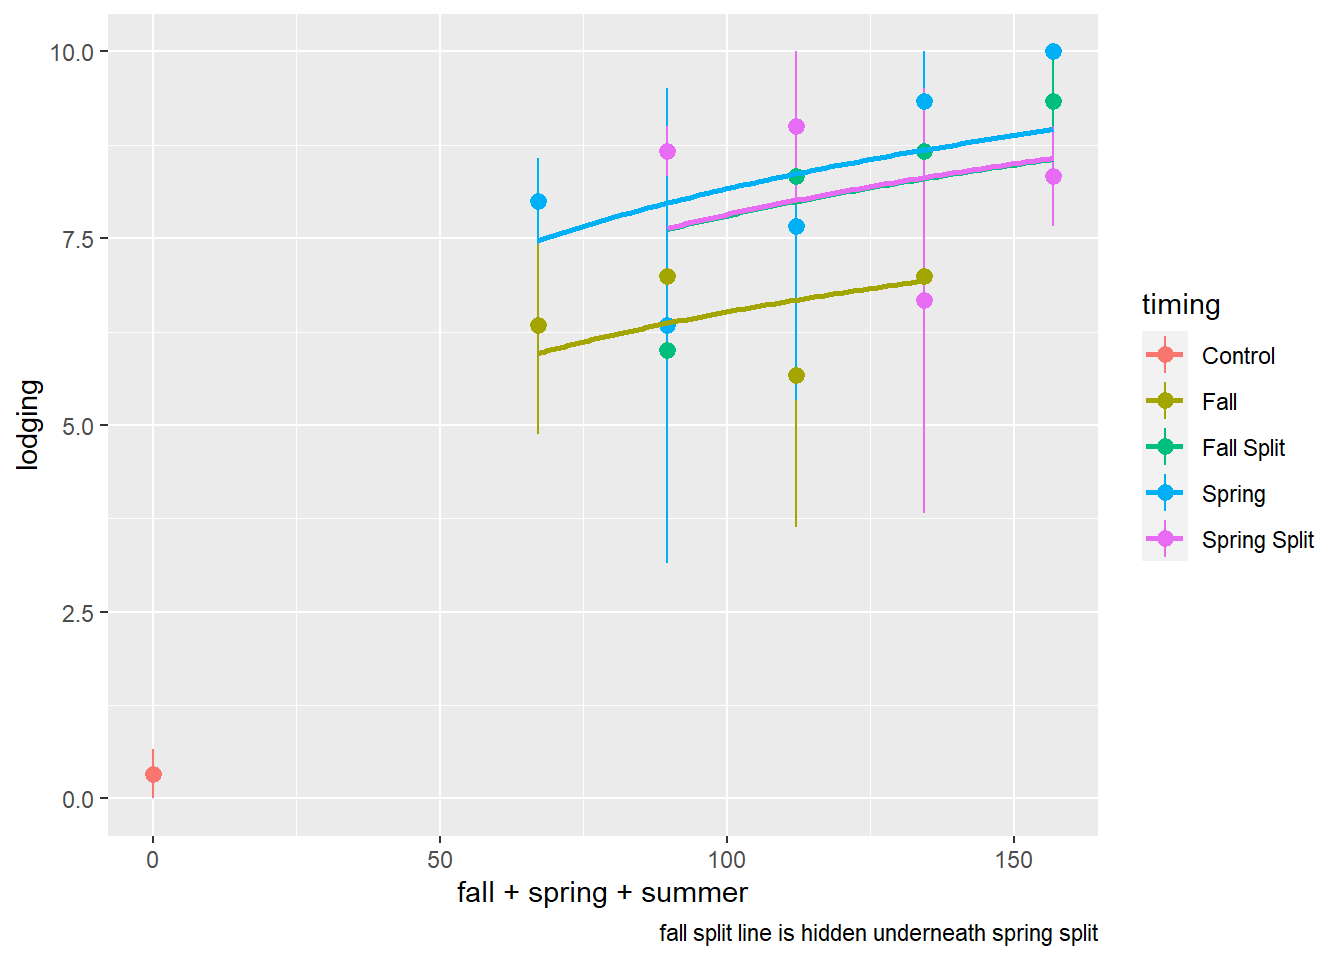 10.0
7.5
5.0
2.5
0.0
lodging
0 50 100 150
fall + spring + summer
fall split line is hidden underneath spring split
timing
Control
Fall
Fall Split
Spring
Spring Split